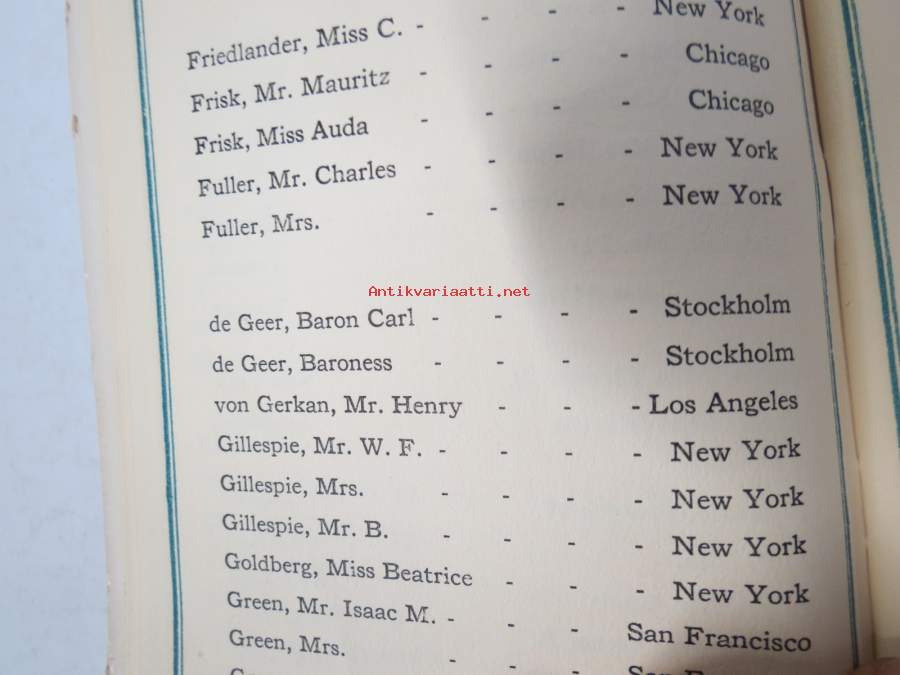 Friedlander, Miss C. - - - - New York
Frisk, Mr. Mauritz - - - - Chicago
Frisk, Miss Auda - - - - Chicago
Fuller, Mr. Charles - - - - New York
Fuller, Mrs. - - - - New York
Antikvariaatti.net
de Geer, Baron Carl - - - - Stockholm
de Geer, Baroness - - - - Stockholm
von Gerkan, Mr. Henry - - - Los Angeles
Gillespie, Mr. W. F. - - - - New York
Gillespie, Mrs. - - - - New York
Gillespie, Mr. B. - - - - New York
Goldberg, Miss Beatrice - - - New York
Green, Mr. Isaac M. - - - San Francisco
Green, Mrs. - - -